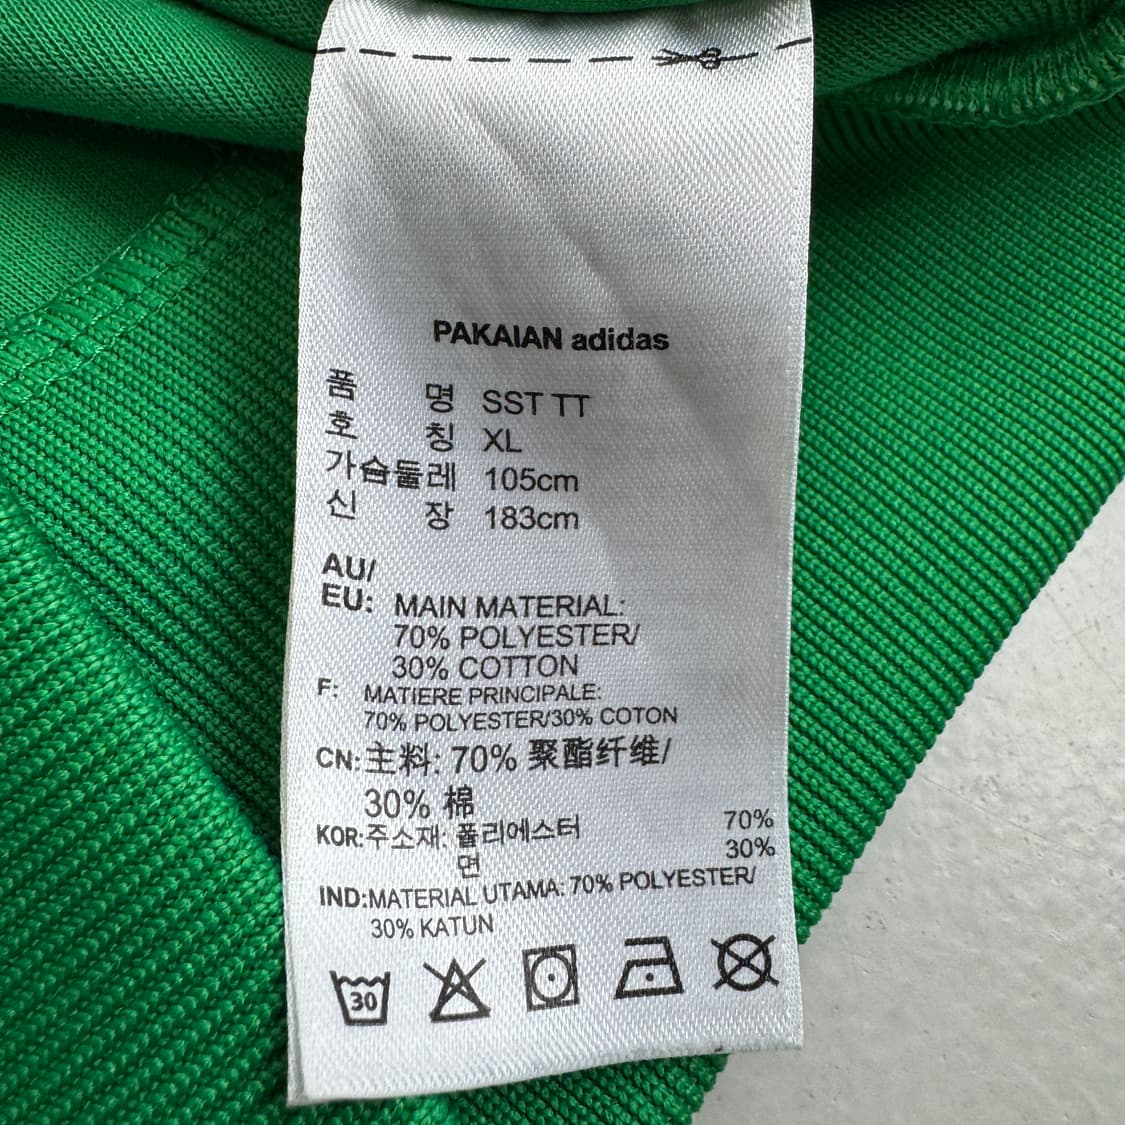 PAKAIAN adidas
품 명 SST TT
호 칭 XL
가슴둘레 105cm
신 장 183cm
AU/
EU: MAIN MATERIAL:
70% POLYESTER/
30% COTTON
F: MATIERE PRINCIPALE:
70% POLYESTER/30% COTON
CN: 主料: 70% 聚酯纤维/
30% 棉
KOR: 주소재: 폴리에스터 70%
면 30%
IND: MATERIAL UTAMA: 70% POLYESTER/
30% KATUN
30